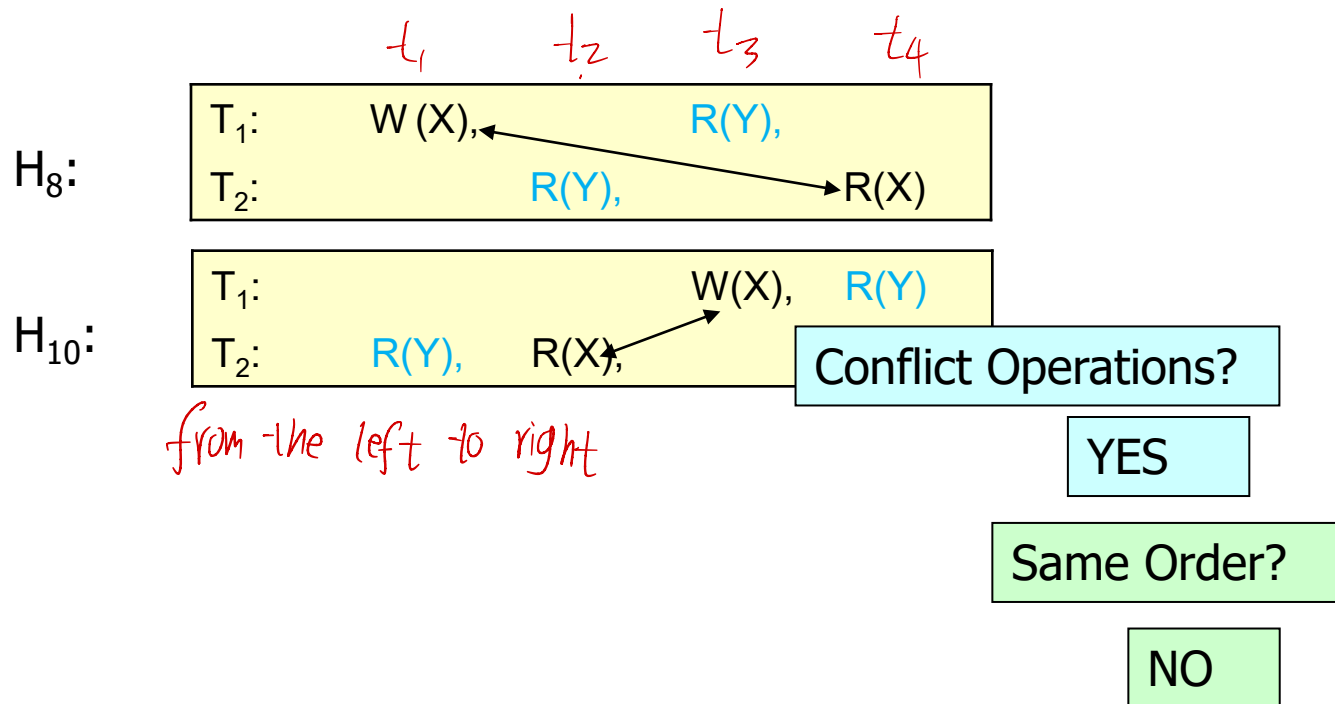 t₁ t₂ t₃ t₄
H₈:
T₁: W (X), R(Y),
T₂: R(Y), R(X)
H₁₀:
T₁: W(X), R(Y)
T₂: R(Y), R(X),
Conflict Operations?
from the left to right
YES
Same Order?
NO